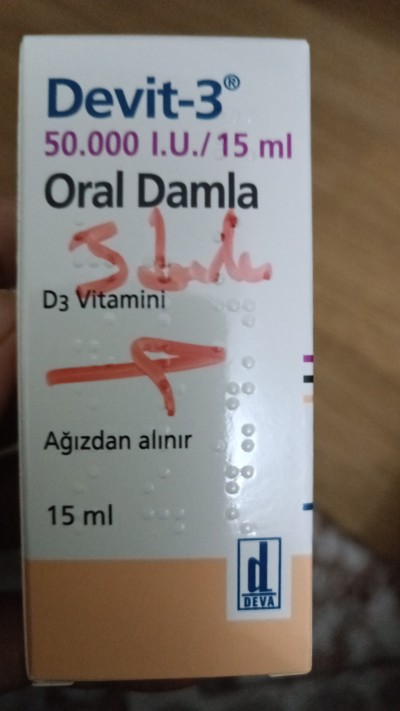 Devit-3®
50.000 I.U./15 ml
Oral Damla
D3 Vitamini
Ağızdan alınır
15 ml
d
DEVA